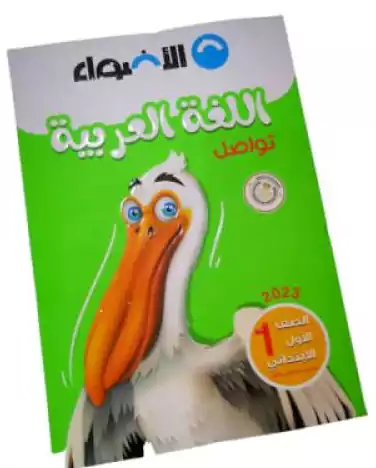 الأضواء
اللغة العربية
تواصل
2023
الصف
1
الأول
الابتدائي